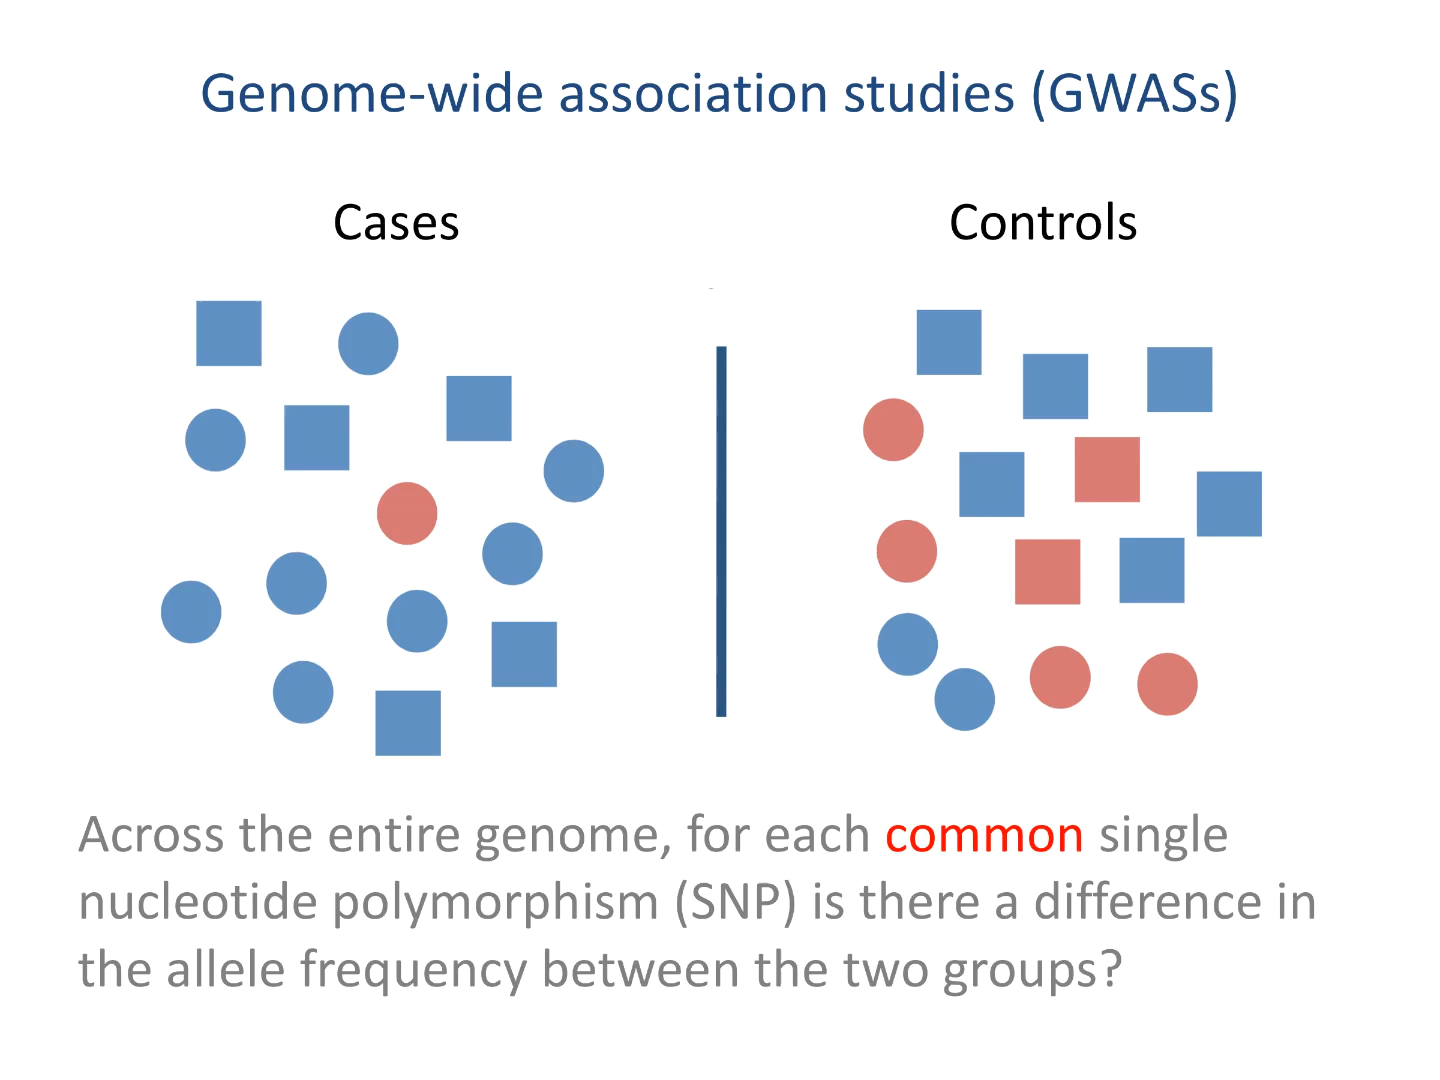 Genome-wide association studies (GWASs)
Cases
Controls
Across the entire genome, for each common single
nucleotide polymorphism (SNP) is there a difference in
the allele frequency between the two groups?